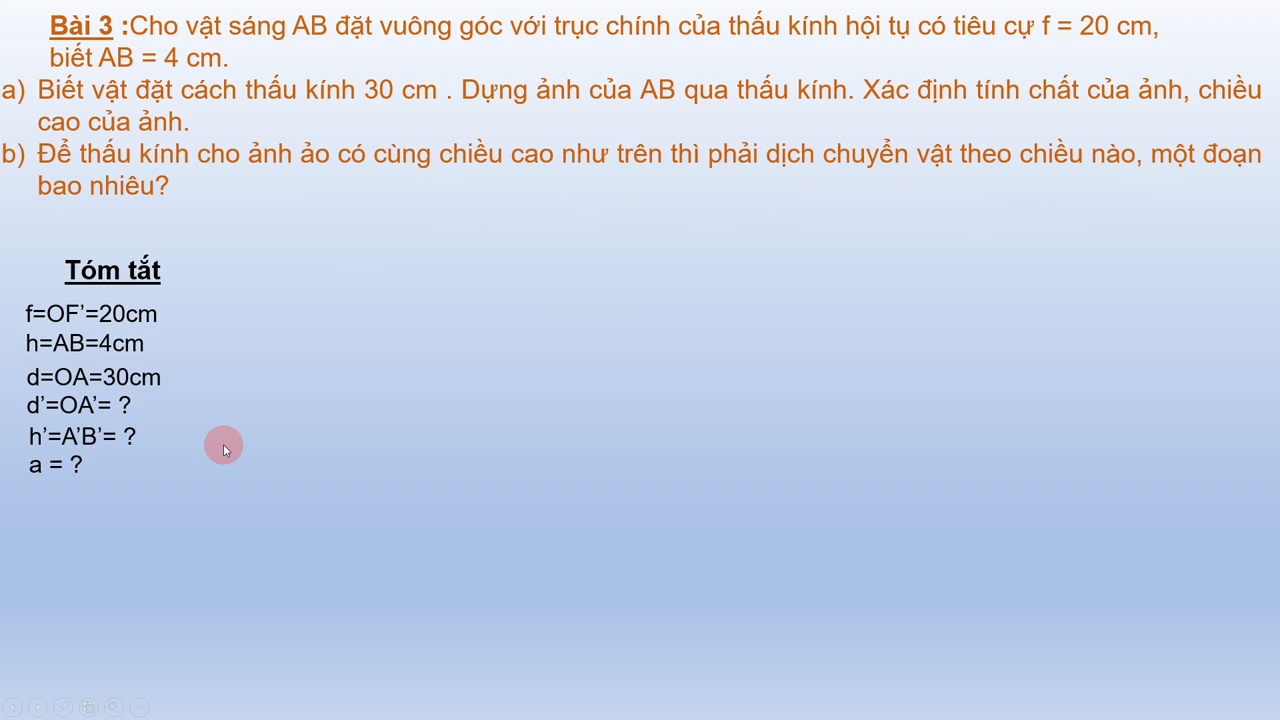 Bài 3 :Cho vật sáng AB đặt vuông góc với trục chính của thấu kính hội tụ có tiêu cự f = 20 cm,
biết AB = 4 cm.
a) Biết vật đặt cách thấu kính 30 cm . Dựng ảnh của AB qua thấu kính. Xác định tính chất của ảnh, chiều
cao của ảnh.
b) Để thấu kính cho ảnh ảo có cùng chiều cao như trên thì phải dịch chuyển vật theo chiều nào, một đoạn
bao nhiêu?
Tóm tắt
f=OF’=20cm
h=AB=4cm
d=OA=30cm
d’=OA’= ?
h’=A’B’= ?
a = ?